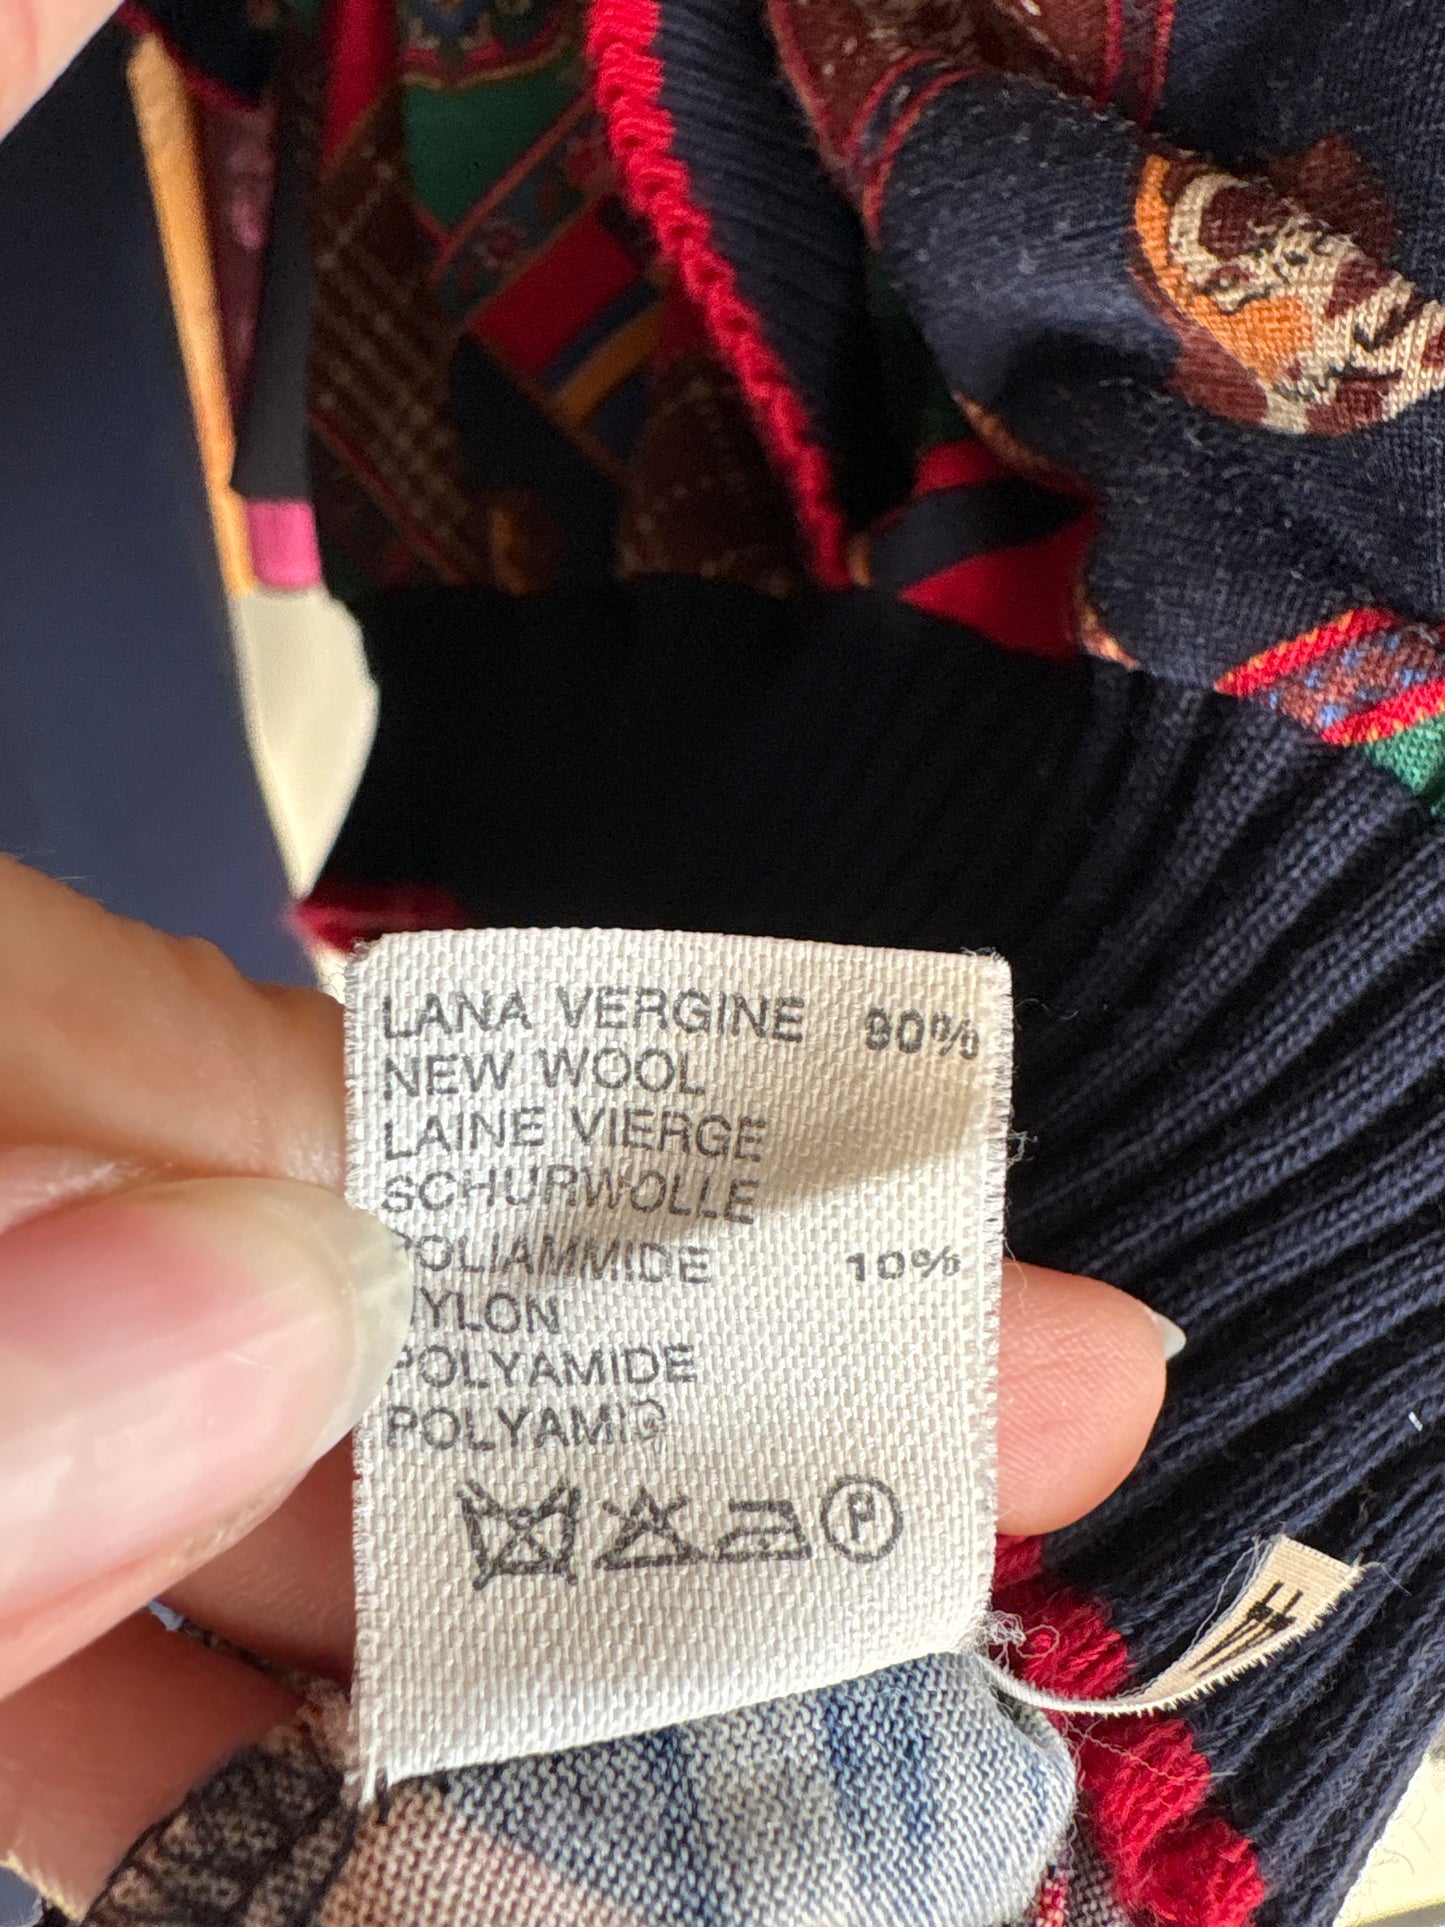 LANA VERGINE 90%
NEW WOOL
LAINE VIERGE
SCHURWOLLE
POLIAMMIDE 10%
NYLON
POLYAMIDE
POLYAMID
P